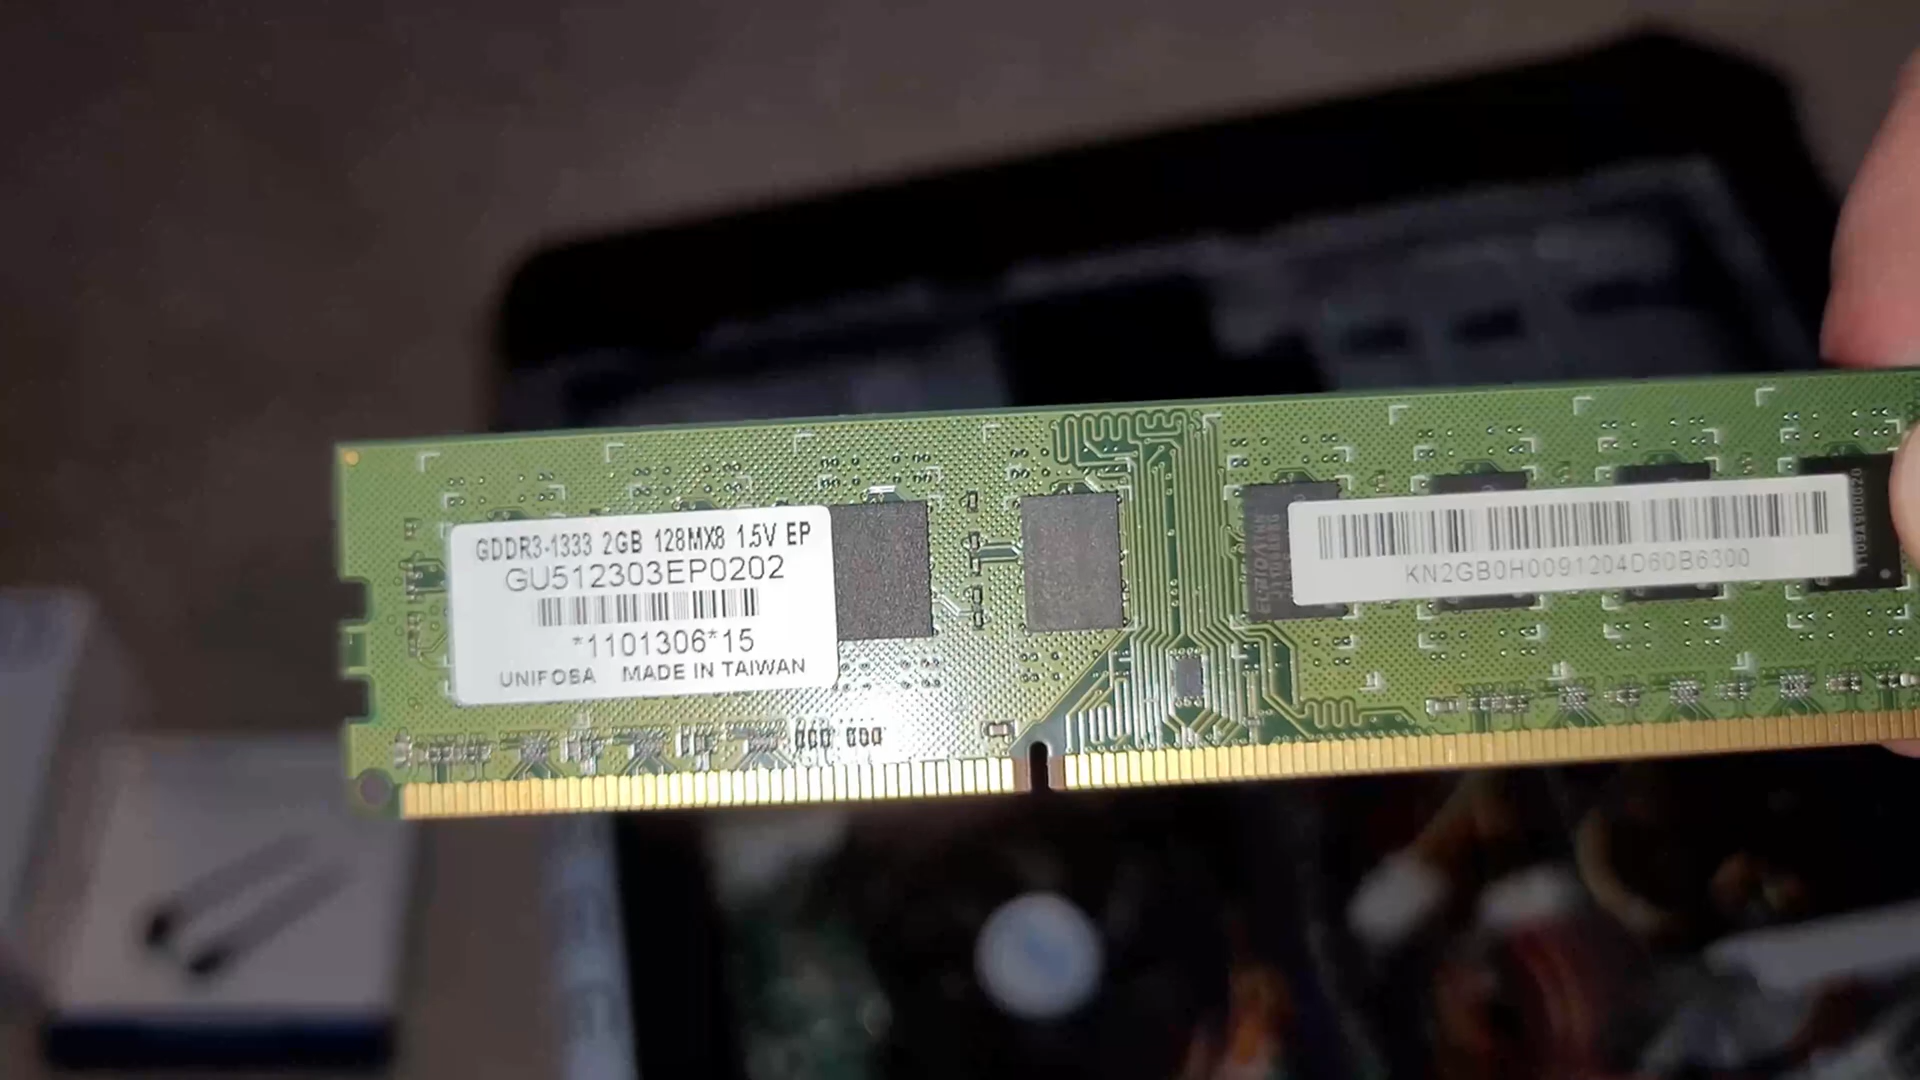 GDDR3-1333 2GB 128MX8 1.5V EP
GU512303EP0202
*1101306*15
UNIFOSA MADE IN TAIWAN
KN2GB0H0091204D60B6300